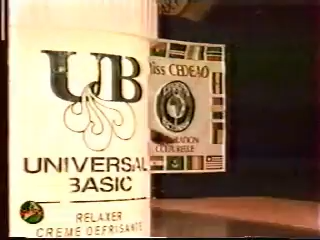 UB
UNIVERSAL
BASIC
RELAXER
CREME DEFRISANTE
Miss CEDEAO
CULTURELLE